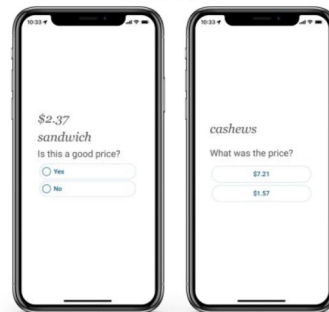 10:33
$2.37
sandwich
Is this a good price?
Yes
No
10:33
cashews
What was the price?
$7.21
$1.57